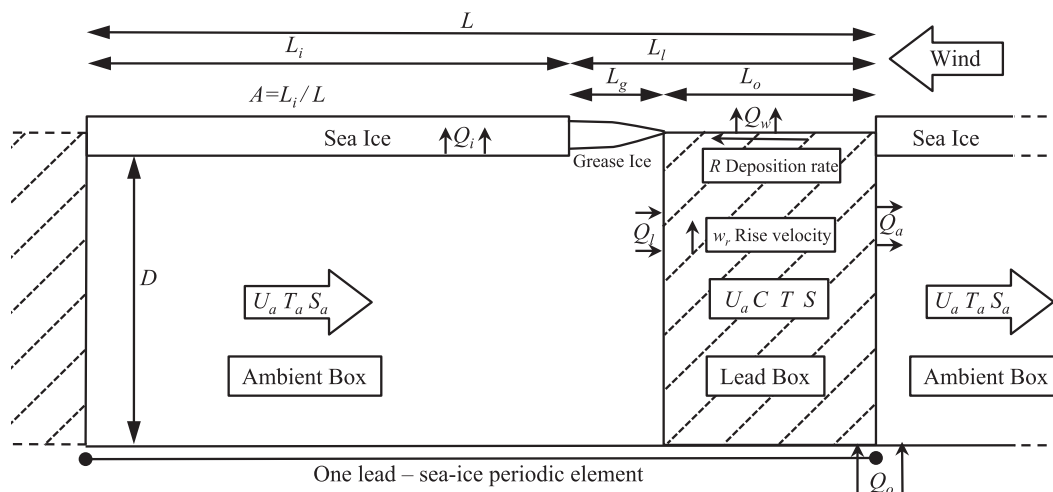 L
L_i
L_l
Wind
L_g
L_o
A=L_i / L
Q_w
Sea Ice
Q_i
Sea Ice
Grease Ice
R Deposition rate
Q_l
w_r Rise velocity
Q_a
D
U_a T_a S_a
U_a C T S
U_a T_a S_a
Ambient Box
Lead Box
Ambient Box
One lead – sea-ice periodic element
Q_o